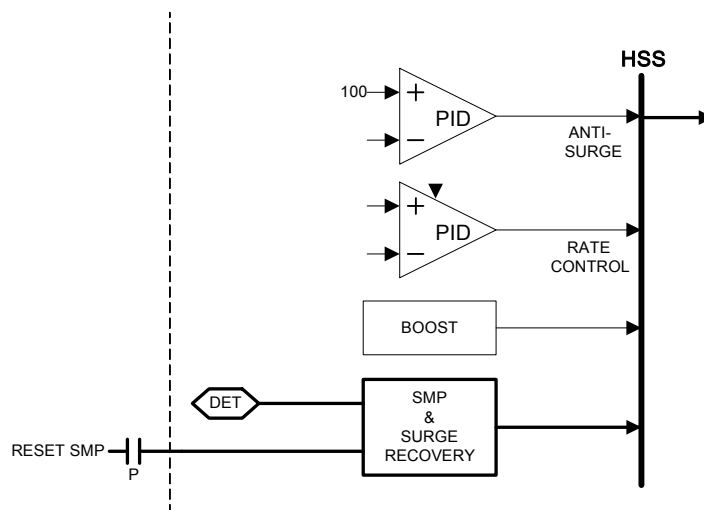 HSS
100
+
PID
−
ANTI-
SURGE
+
PID
−
RATE
CONTROL
BOOST
DET
SMP
&
SURGE
RECOVERY
RESET SMP
P